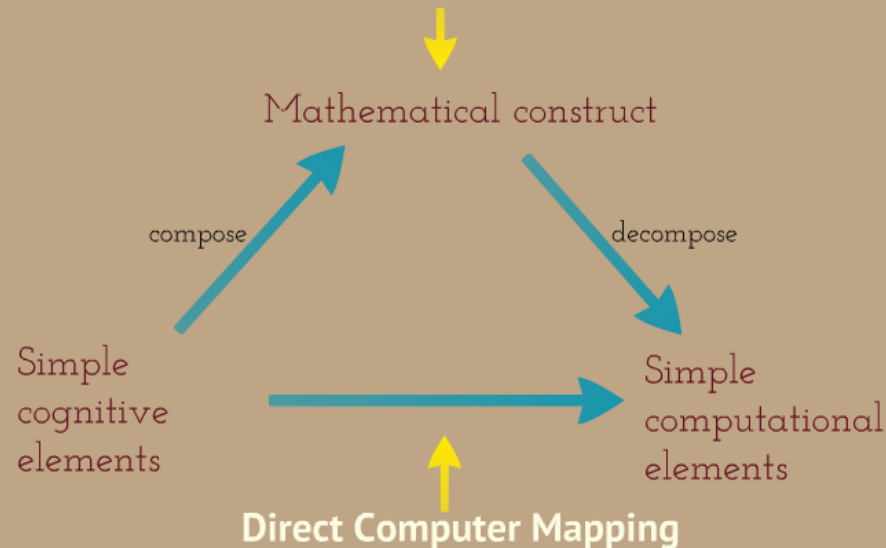 Mathematical construct
compose
decompose
Simple
cognitive
elements
Simple
computational
elements
Direct Computer Mapping